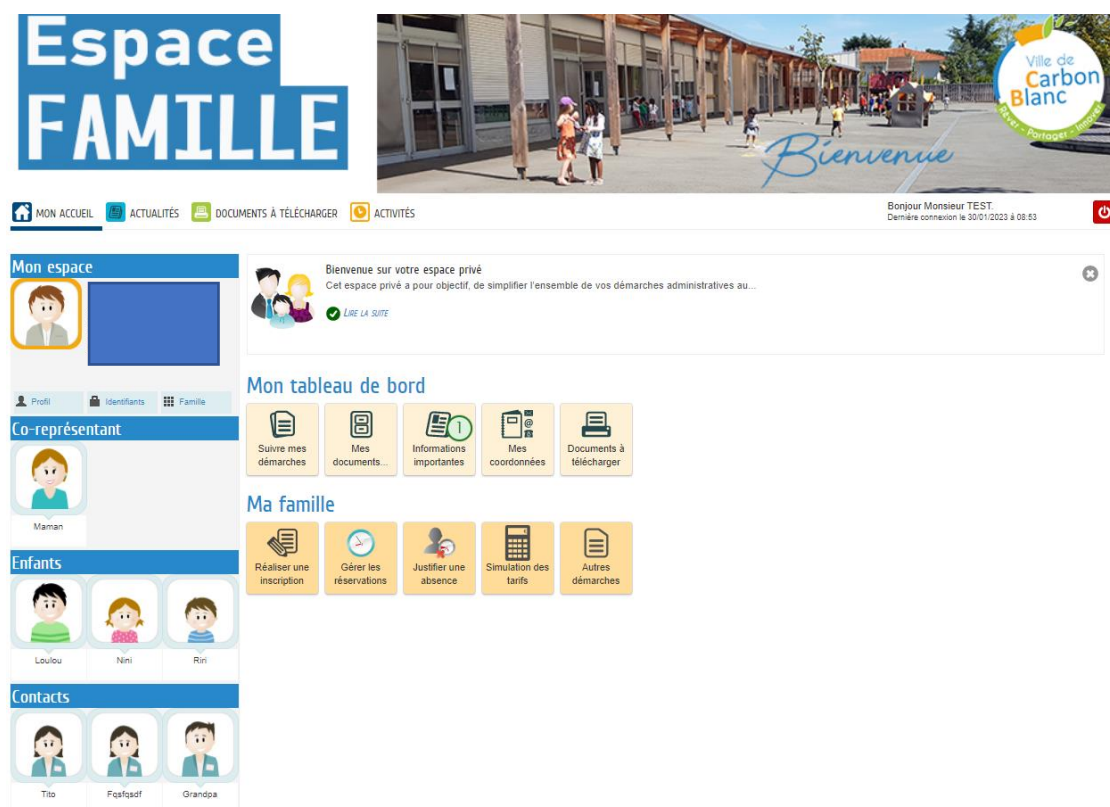 Espace
FAMILLE
Ville de
Carbon
Blanc
Rêver - Partager - Innover
Bienvenue
MON ACCUEIL
ACTUALITÉS
DOCUMENTS À TÉLÉCHARGER
ACTIVITÉS
Bonjour Monsieur TEST.
Dernière connexion le 30/01/2023 à 08:53
Mon espace
Profil
Identifiants
Famille
Co-représentant
Maman
Enfants
Loulou
Nini
Riri
Contacts
Tito
Fqsfqsdf
Grandpa
Bienvenue sur votre espace privé
Cet espace privé a pour objectif, de simplifier l'ensemble de vos démarches administratives au...
LIRE LA SUITE
Mon tableau de bord
Suivre mes
démarches
Mes
documents...
1
Informations
importantes
Mes
coordonnées
Documents à
télécharger
Ma famille
Réaliser une
inscription
Gérer les
réservations
Justifier une
absence
Simulation des
tarifs
Autres
démarches